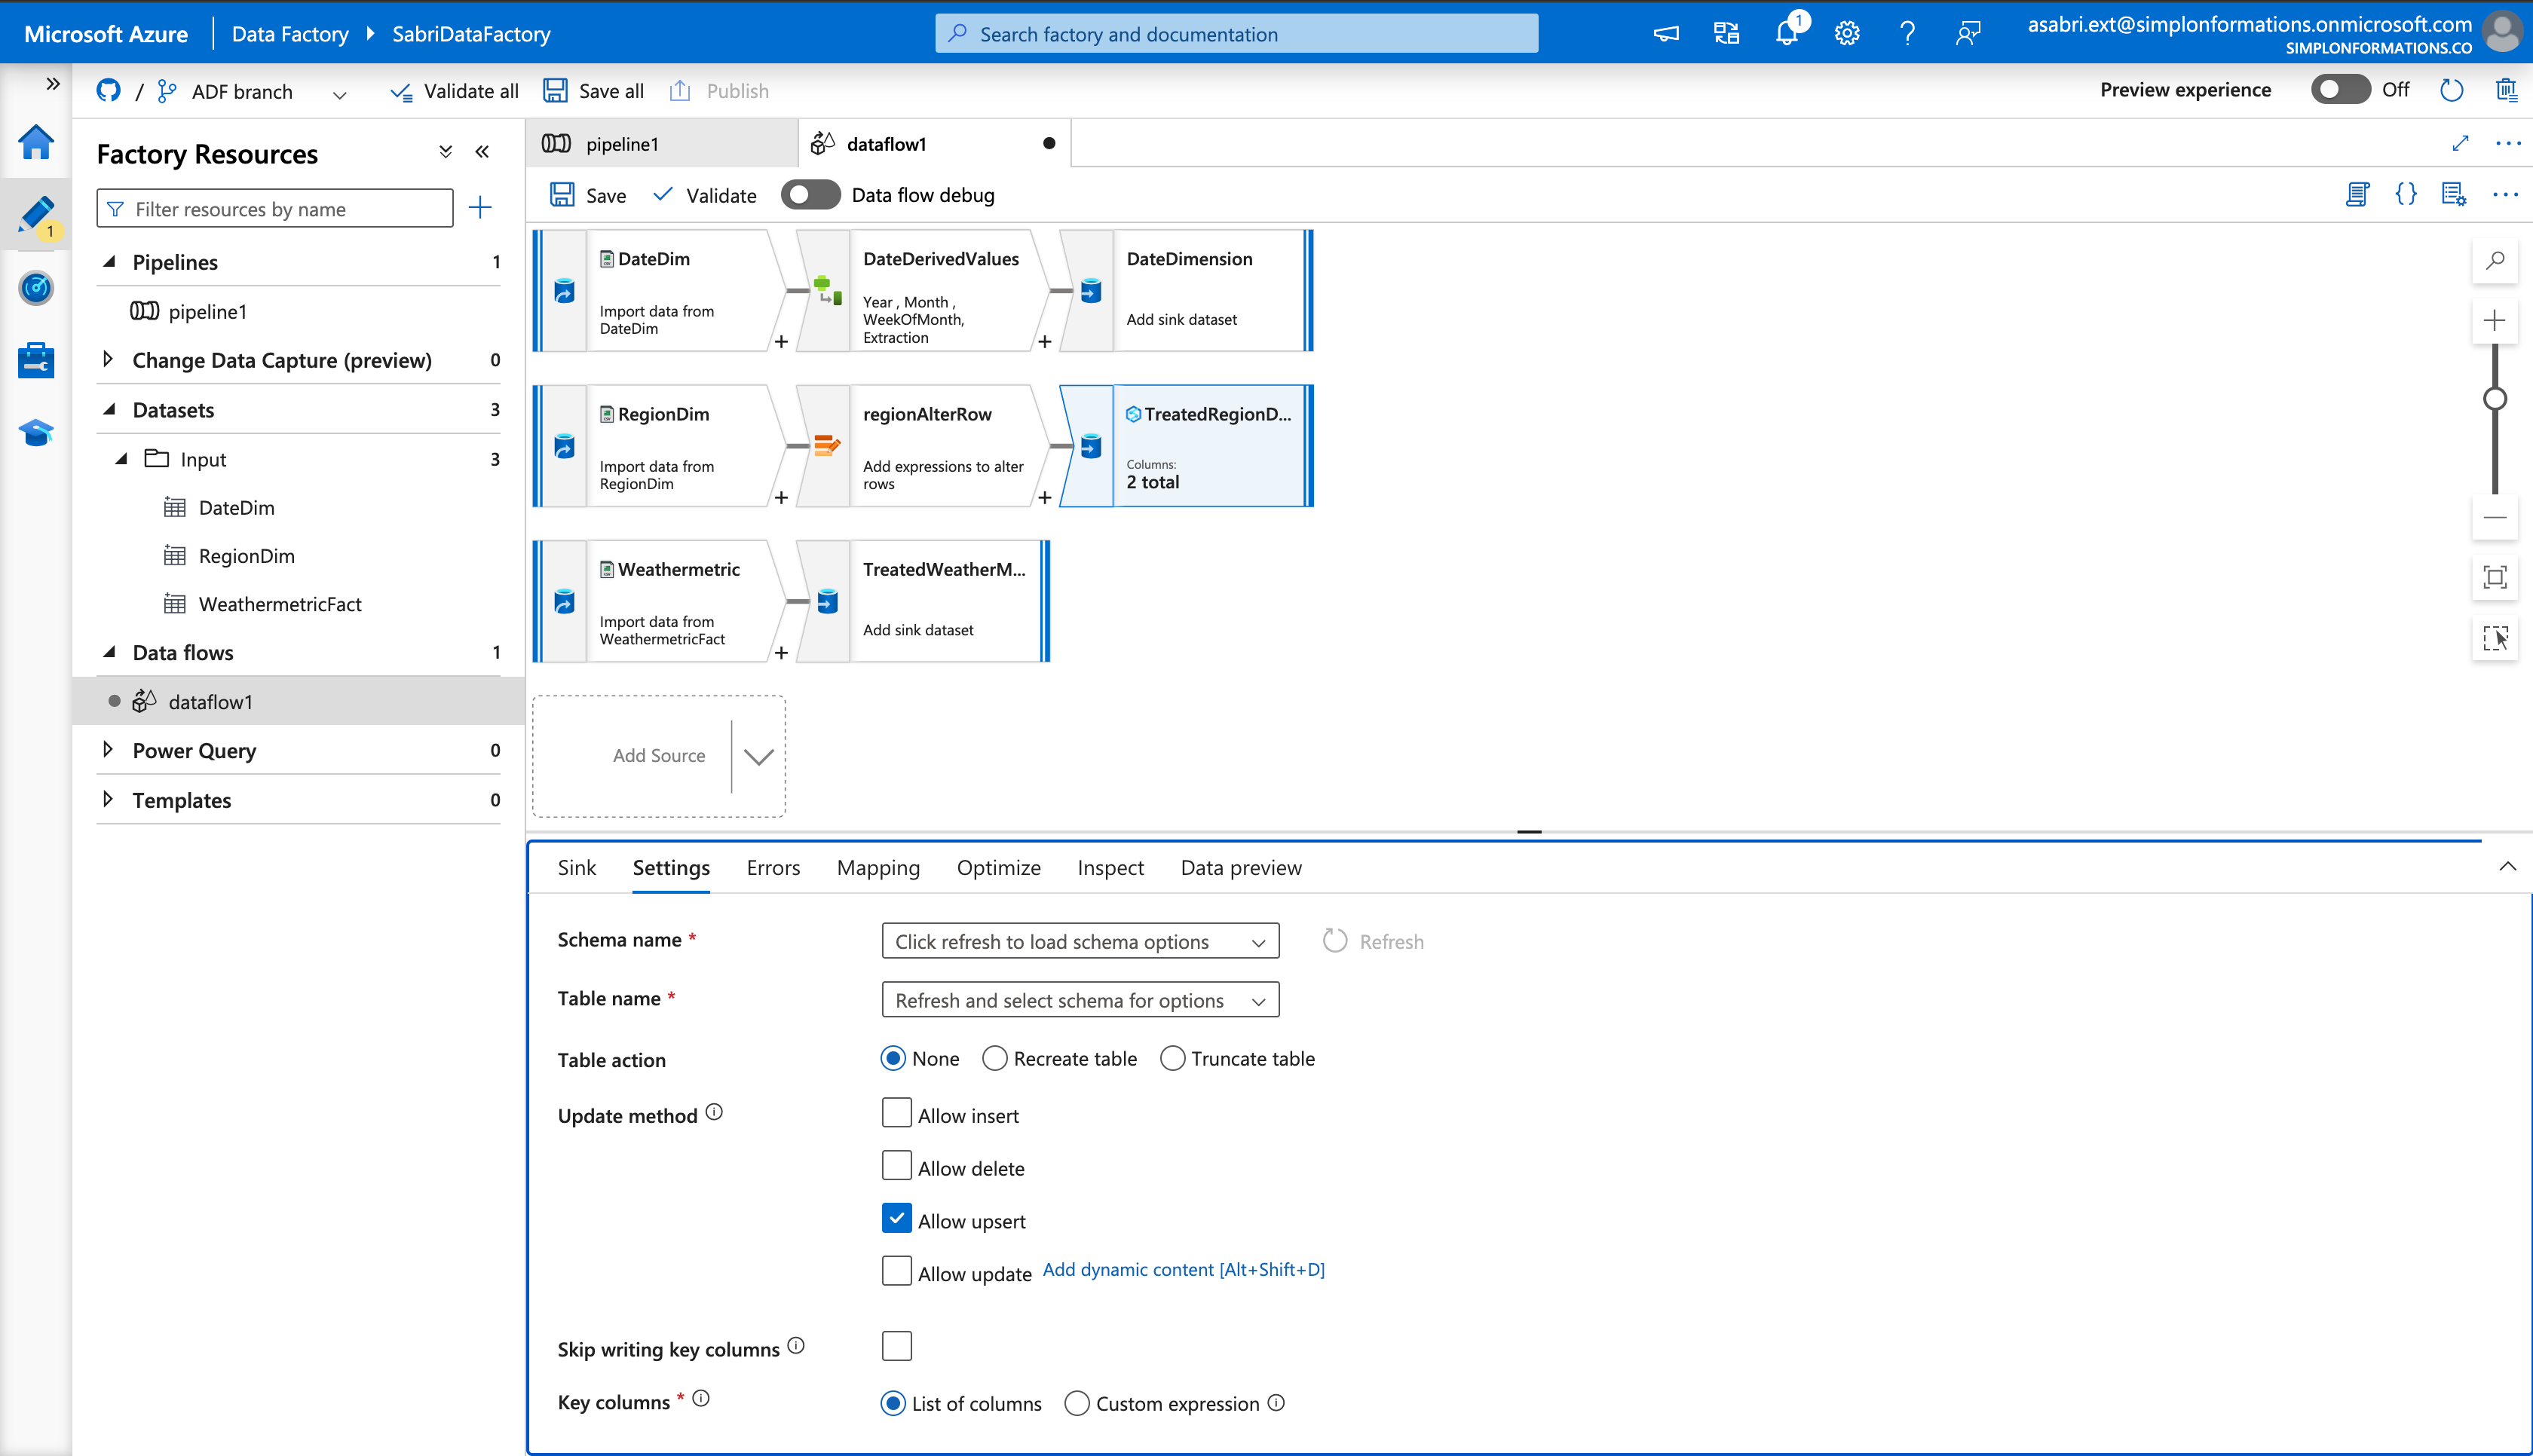 Microsoft Azure
Data Factory
SabriDataFactory
Search factory and documentation
1
asabri.ext@simplonformations.onmicrosoft.com
SIMPLONFORMATIONS.CO
/
ADF branch
Validate all
Save all
Publish
Preview experience
Off
1
Factory Resources
Filter resources by name
Pipelines 1
pipeline1
Change Data Capture (preview) 0
Datasets 3
Input 3
DateDim
RegionDim
WeathermetricFact
Data flows 1
dataflow1
Power Query 0
Templates 0
pipeline1
dataflow1
Save
Validate
Data flow debug
DateDim
Import data from
DateDim
DateDerivedValues
Year , Month ,
WeekOfMonth,
Extraction
DateDimension
Add sink dataset
RegionDim
Import data from
RegionDim
regionAlterRow
Add expressions to alter
rows
TreatedRegionD...
Columns:
2 total
Weathermetric
Import data from
WeathermetricFact
TreatedWeatherM...
Add sink dataset
Add Source
Sink
Settings
Errors
Mapping
Optimize
Inspect
Data preview
Schema name *
Click refresh to load schema options
Refresh
Table name *
Refresh and select schema for options
Table action
None
Recreate table
Truncate table
Update method
Allow insert
Allow delete
Allow upsert
Allow update
Add dynamic content [Alt+Shift+D]
Skip writing key columns
Key columns *
List of columns
Custom expression